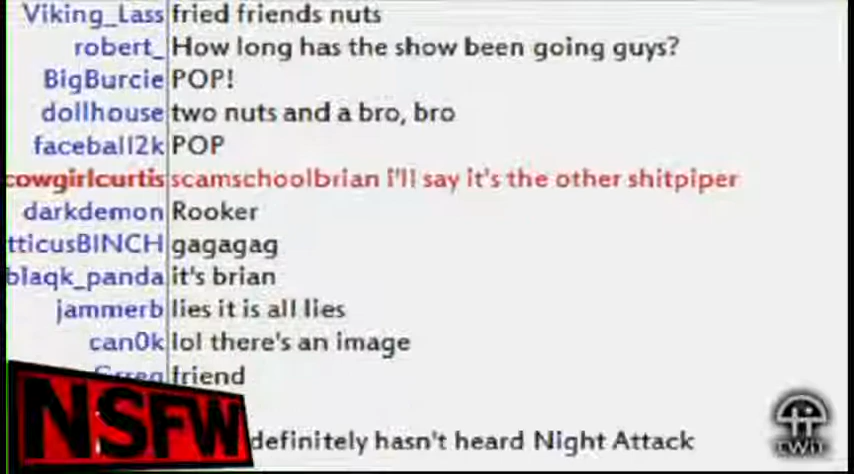 Viking_Lass fried friends nuts
robert_ How long has the show been going guys?
BigBurcie POP!
dollhouse two nuts and a bro, bro
faceball2k POP
cowgirlcurtis scamschoolbrian i'll say it's the other shitpiper
darkdemon Rooker
tticusBINCH gagagag
blaqk_panda it's brian
jammerb lies it is all lies
can0k lol there's an image
friend
definitely hasn't heard Night Attack
NSFW
TWiT